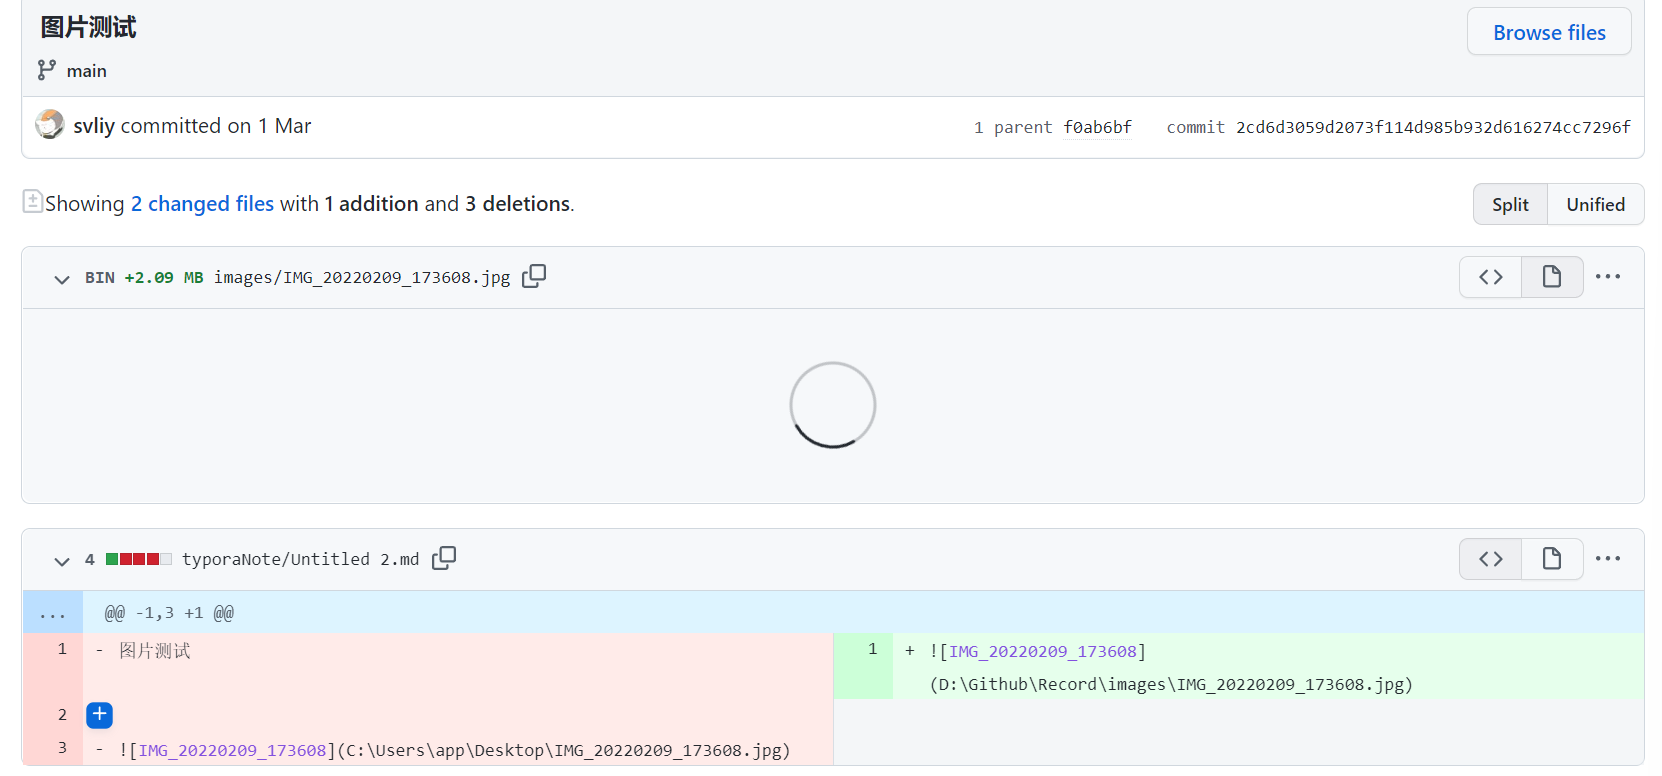 图片测试
Browse files
main
svliy committed on 1 Mar
1 parent f0ab6bf commit 2cd6d3059d2073f114d985b932d616274cc7296f
Showing 2 changed files with 1 addition and 3 deletions.
Split Unified
BIN +2.09 MB images/IMG_20220209_173608.jpg
4 typoraNote/Untitled 2.md
... @@ -1,3 +1 @@
1 - 图片测试
1 + ![IMG_20220209_173608]
(D:\Github\Record\images\IMG_20220209_173608.jpg)
2
3 - ![IMG_20220209_173608](C:\Users\app\Desktop\IMG_20220209_173608.jpg)